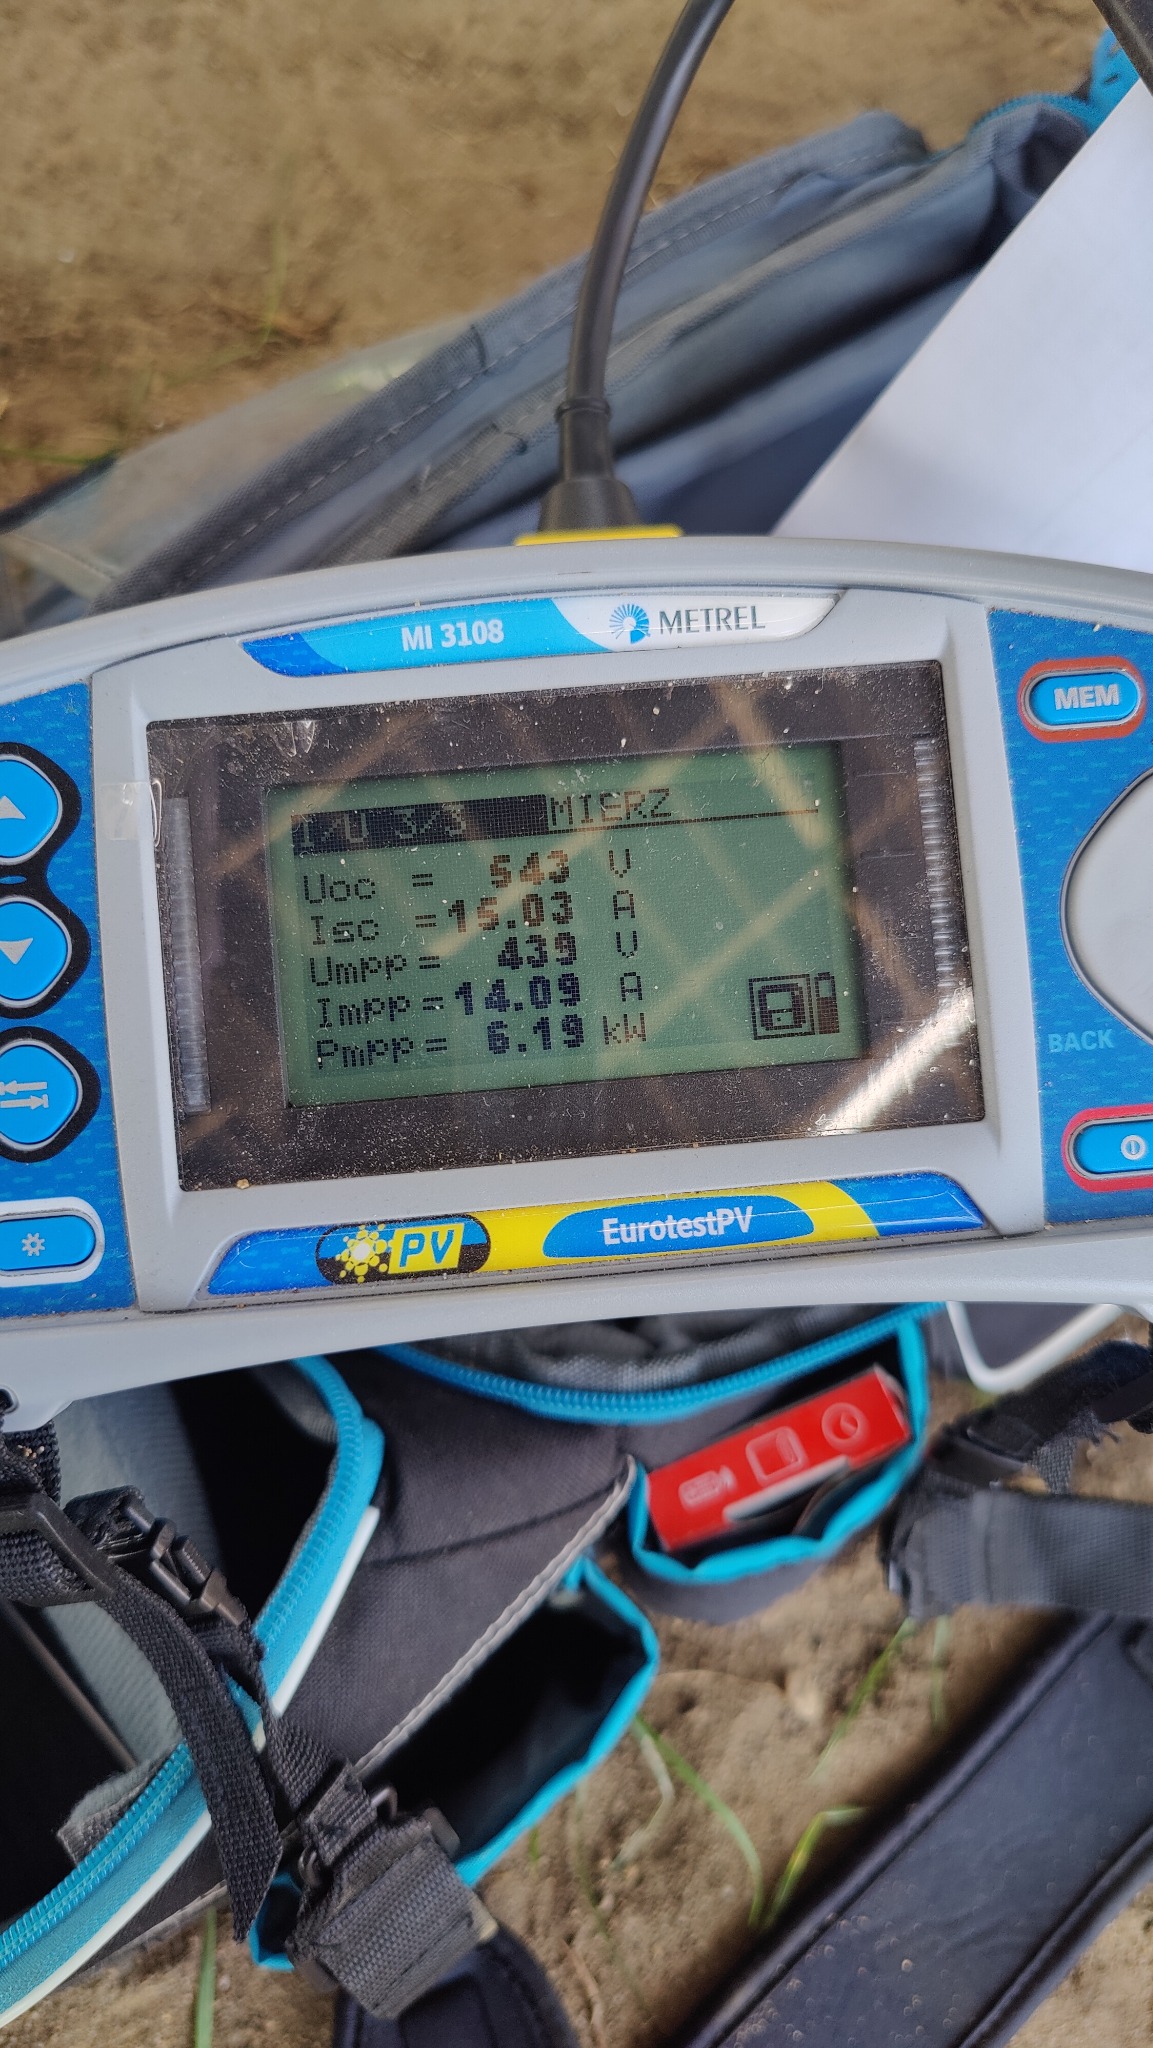 MI 3108 METREL
MEM
I/U 3/3 MIERZ
Uoc = 543 V
Isc =15.03 A
Umpp= 439 V
Impp=14.09 A
Pmpp= 6.19 kW
BACK
PV EurotestPV